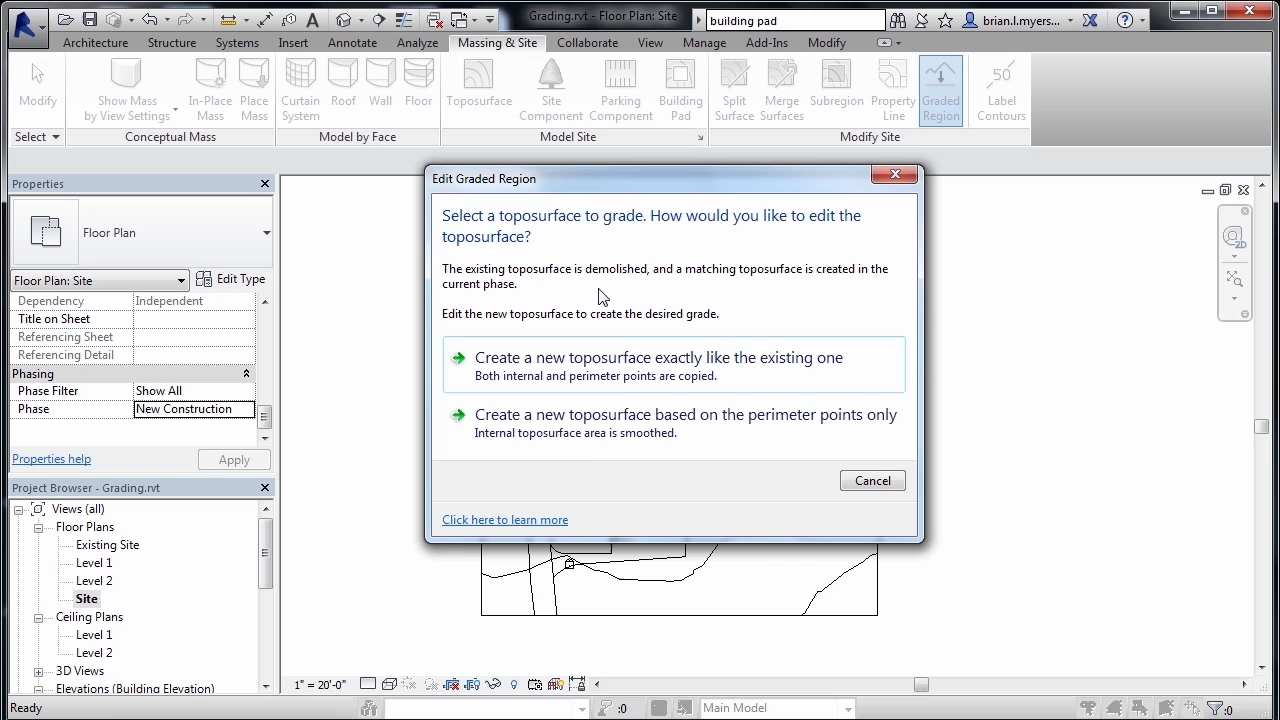 Grading.rvt - Floor Plan: Site
building pad
brian.l.myers...
Architecture Structure Systems Insert Annotate Analyze Massing & Site Collaborate View Manage Add-Ins Modify
Modify
Show Mass
by View Settings
In-Place
Mass
Place
Mass
Curtain
System
Roof
Wall
Floor
Toposurface
Site
Component
Parking
Component
Building
Pad
Split
Surface
Merge
Surfaces
Subregion
Property
Line
Graded
Region
50
Label
Contours
Select
Conceptual Mass
Model by Face
Model Site
Modify Site
Properties
Floor Plan
Floor Plan: Site
Edit Type
Dependency Independent
Title on Sheet
Referencing Sheet
Referencing Detail
Phasing
Phase Filter Show All
Phase New Construction
Properties help
Apply
Project Browser - Grading.rvt
Views (all)
Floor Plans
Existing Site
Level 1
Level 2
Site
Ceiling Plans
Level 1
Level 2
3D Views
Elevations (Building Elevation)
Edit Graded Region
Select a toposurface to grade. How would you like to edit the
toposurface?
The existing toposurface is demolished, and a matching toposurface is created in the
current phase.
Edit the new toposurface to create the desired grade.
Create a new toposurface exactly like the existing one
Both internal and perimeter points are copied.
Create a new toposurface based on the perimeter points only
Internal toposurface area is smoothed.
Cancel
Click here to learn more
2D
1" = 20'-0"
Ready
:0
Main Model
:0